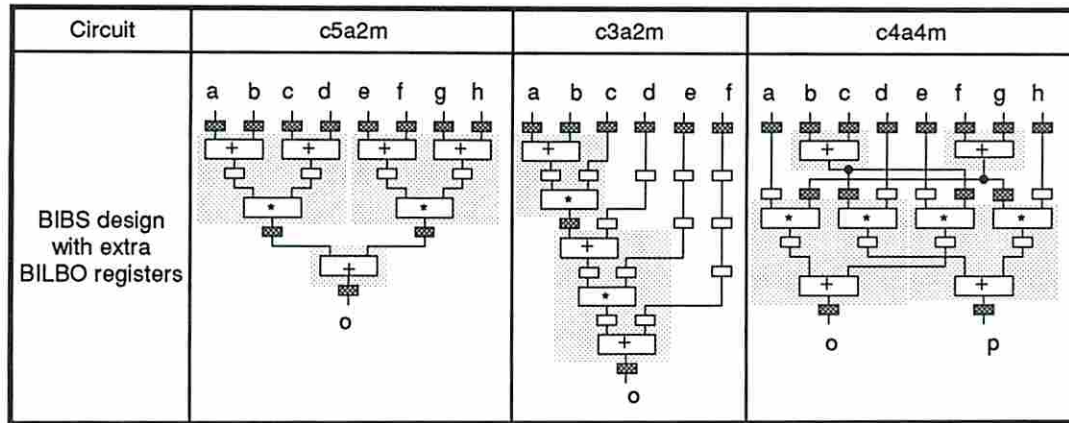 Circuit c5a2m c3a2m c4a4m
a b c d e f g h a b c d e f a b c d e f g h
+ + + + + + +
* * * * * * *
BIBS design
with extra
BILBO registers
+ + + +
*
+
o o o p